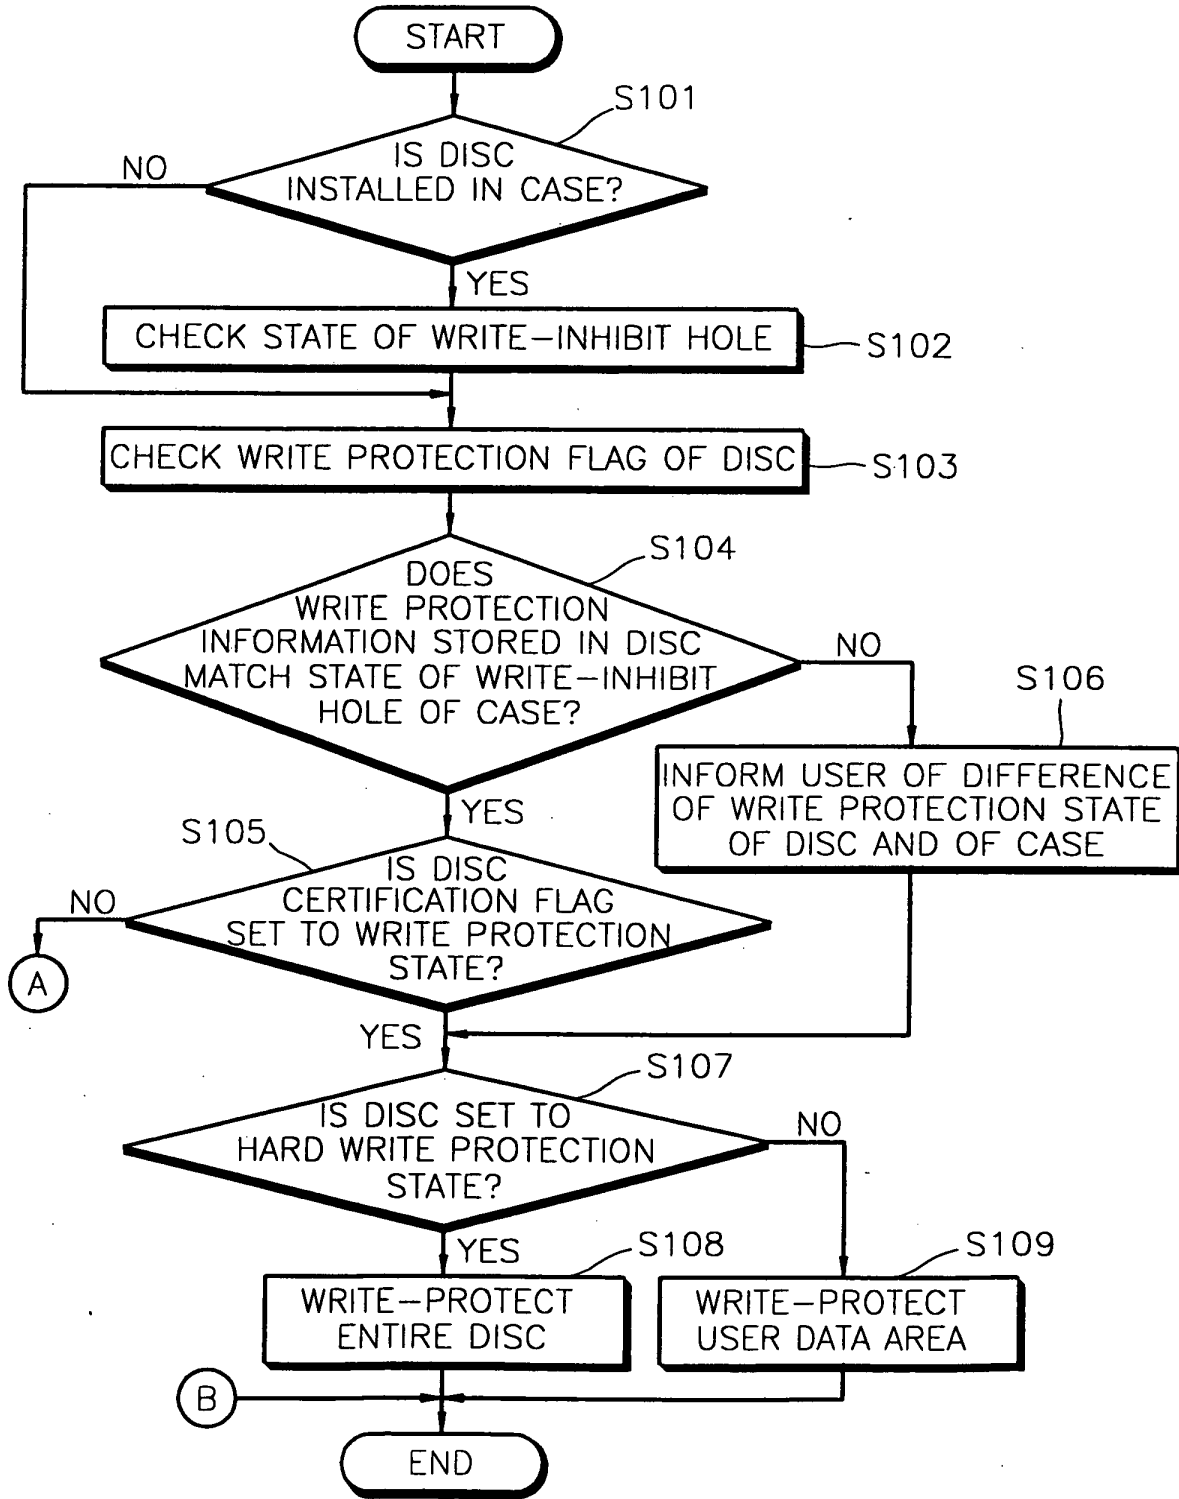 START
S101
IS DISC
INSTALLED IN CASE?
NO
YES
CHECK STATE OF WRITE-INHIBIT HOLE
S102
CHECK WRITE PROTECTION FLAG OF DISC
S103
S104
DOES
WRITE PROTECTION
INFORMATION STORED IN DISC
MATCH STATE OF WRITE-INHIBIT
HOLE OF CASE?
NO
S106
INFORM USER OF DIFFERENCE
OF WRITE PROTECTION STATE
OF DISC AND OF CASE
YES
S105
IS DISC
CERTIFICATION FLAG
SET TO WRITE PROTECTION
STATE?
NO
A
YES
S107
IS DISC SET TO
HARD WRITE PROTECTION
STATE?
NO
YES
S108
WRITE-PROTECT
ENTIRE DISC
S109
WRITE-PROTECT
USER DATA AREA
B
END